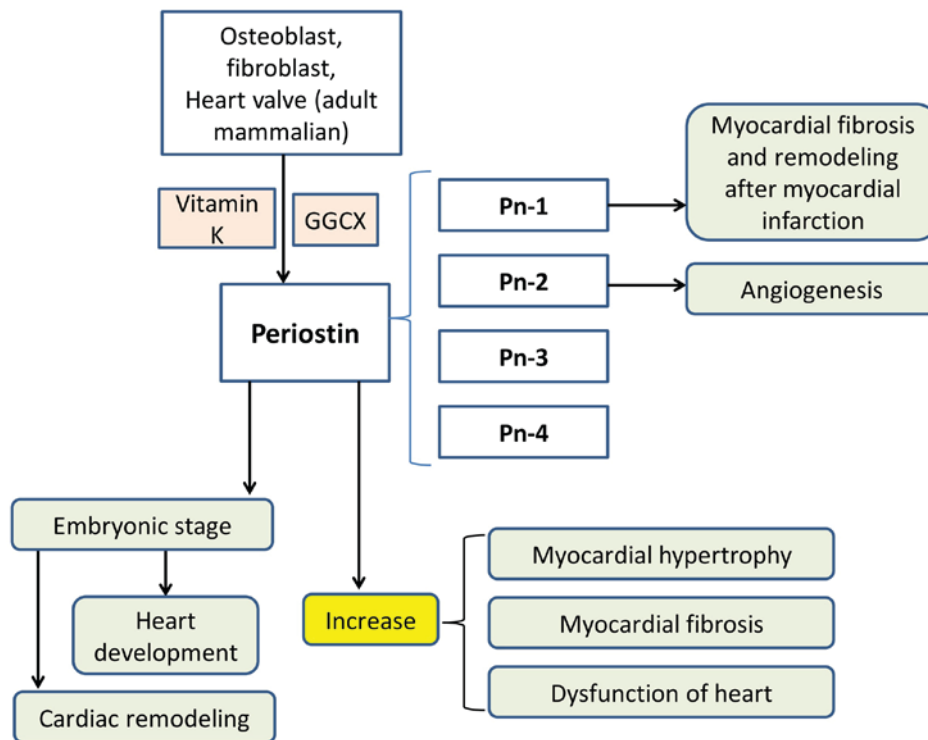 Osteoblast,
fibroblast,
Heart valve (adult
mammalian)
Vitamin
K
GGCX
Periostin
Pn-1
Pn-2
Pn-3
Pn-4
Myocardial fibrosis
and remodeling
after myocardial
infarction
Angiogenesis
Embryonic stage
Heart
development
Cardiac remodeling
Increase
Myocardial hypertrophy
Myocardial fibrosis
Dysfunction of heart